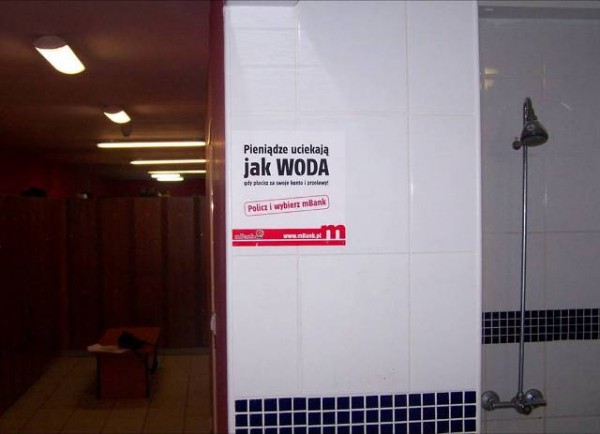 Pieniądze uciekają
jak WODA
gdy płacisz za swoje konto i przelewy!
Policz i wybierz mBank
mBank www.mBank.pl m